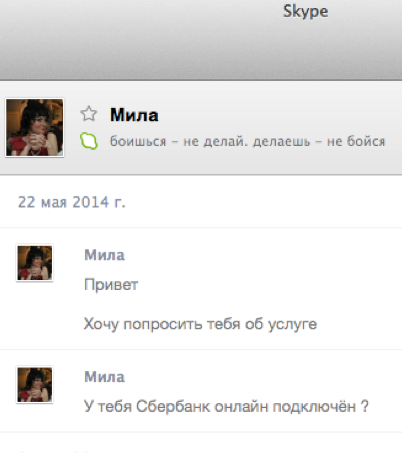 Skype
Мила
боишься – не делай. делаешь – не бойся
22 мая 2014 г.
Мила
Привет
Хочу попросить тебя об услуге
Мила
У тебя Сбербанк онлайн подключён ?